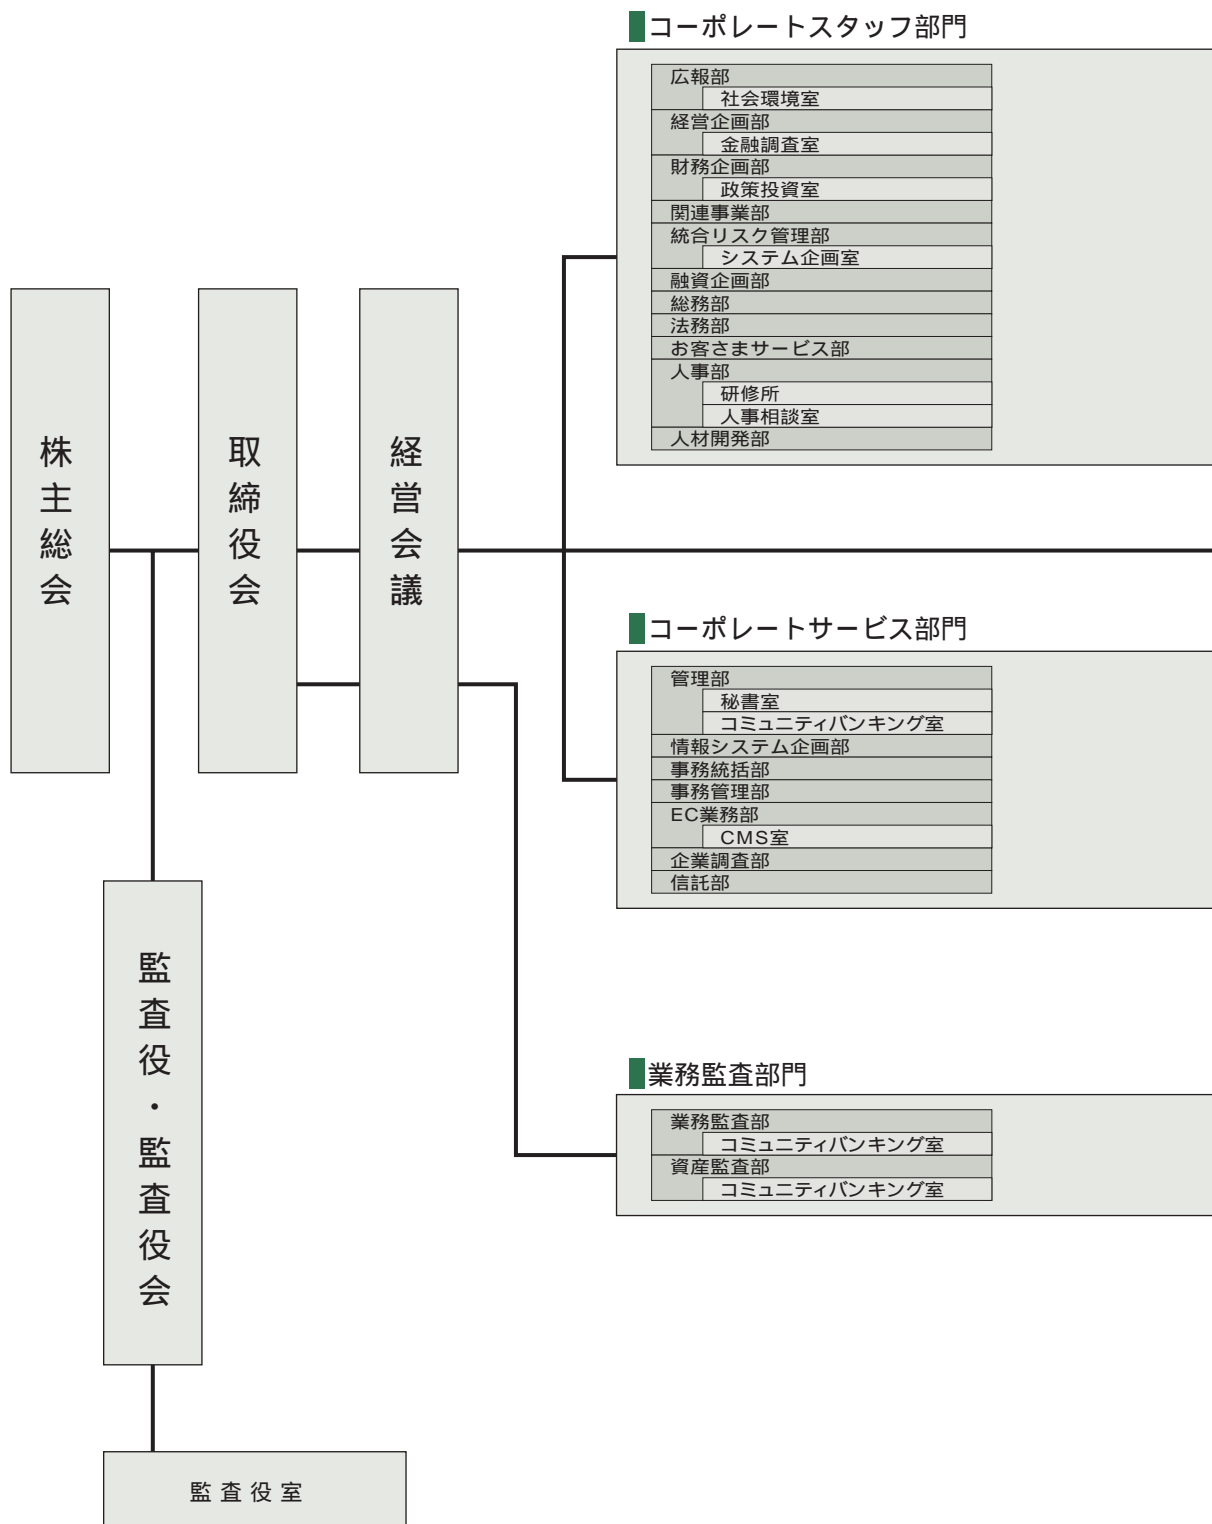 コーポレートスタッフ部門
広報部
社会環境室
経営企画部
金融調査室
財務企画部
政策投資室
関連事業部
統合リスク管理部
システム企画室
融資企画部
総務部
法務部
お客さまサービス部
人事部
研修所
人事相談室
人材開発部
株主総会
取締役会
経営会議
コーポレートサービス部門
管理部
秘書室
コミュニティバンキング室
情報システム企画部
事務統括部
事務管理部
EC業務部
CMS室
企業調査部
信託部
監査役・監査役会
業務監査部門
業務監査部
コミュニティバンキング室
資産監査部
コミュニティバンキング室
監査役室